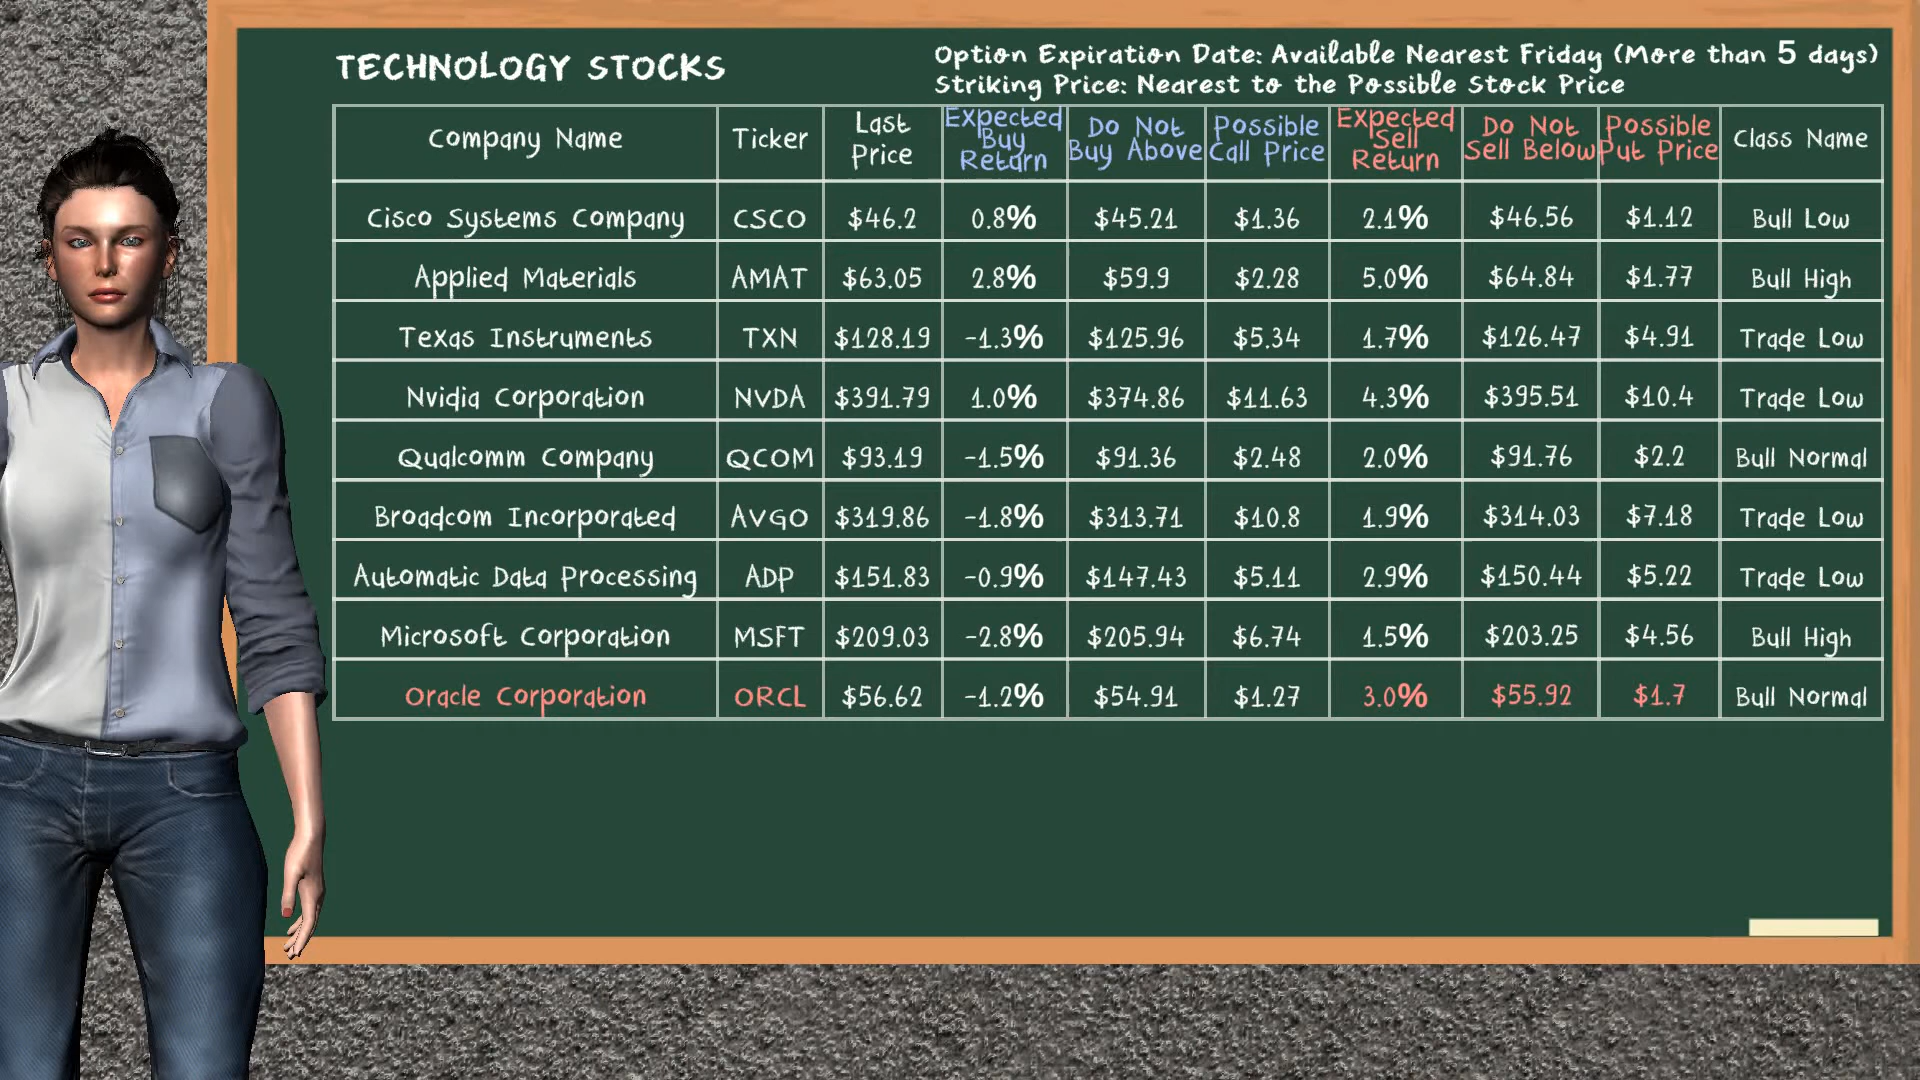 TECHNOLOGY STOCKS
Option Expiration Date: Available Nearest Friday (More than 5 days)
Striking Price: Nearest to the Possible Stock Price
Company Name Ticker Last Price Expected Buy Return Do Not Buy Above Possible Call Price Expected Sell Return Do Not Sell Below Possible Put Price Class Name
Cisco Systems Company CSCO $46.2 0.8% $45.21 $1.36 2.1% $46.56 $1.12 Bull Low
Applied Materials AMAT $63.05 2.8% $59.9 $2.28 5.0% $64.84 $1.77 Bull High
Texas Instruments TXN $128.19 -1.3% $125.96 $5.34 1.7% $126.47 $4.91 Trade Low
Nvidia Corporation NVDA $391.79 1.0% $374.86 $11.63 4.3% $395.51 $10.4 Trade Low
Qualcomm Company QCOM $93.19 -1.5% $91.36 $2.48 2.0% $91.76 $2.2 Bull Normal
Broadcom Incorporated AVGO $319.86 -1.8% $313.71 $10.8 1.9% $314.03 $7.18 Trade Low
Automatic Data Processing ADP $151.83 -0.9% $147.43 $5.11 2.9% $150.44 $5.22 Trade Low
Microsoft Corporation MSFT $209.03 -2.8% $205.94 $6.74 1.5% $203.25 $4.56 Bull High
Oracle Corporation ORCL $56.62 -1.2% $54.91 $1.27 3.0% $55.92 $1.7 Bull Normal